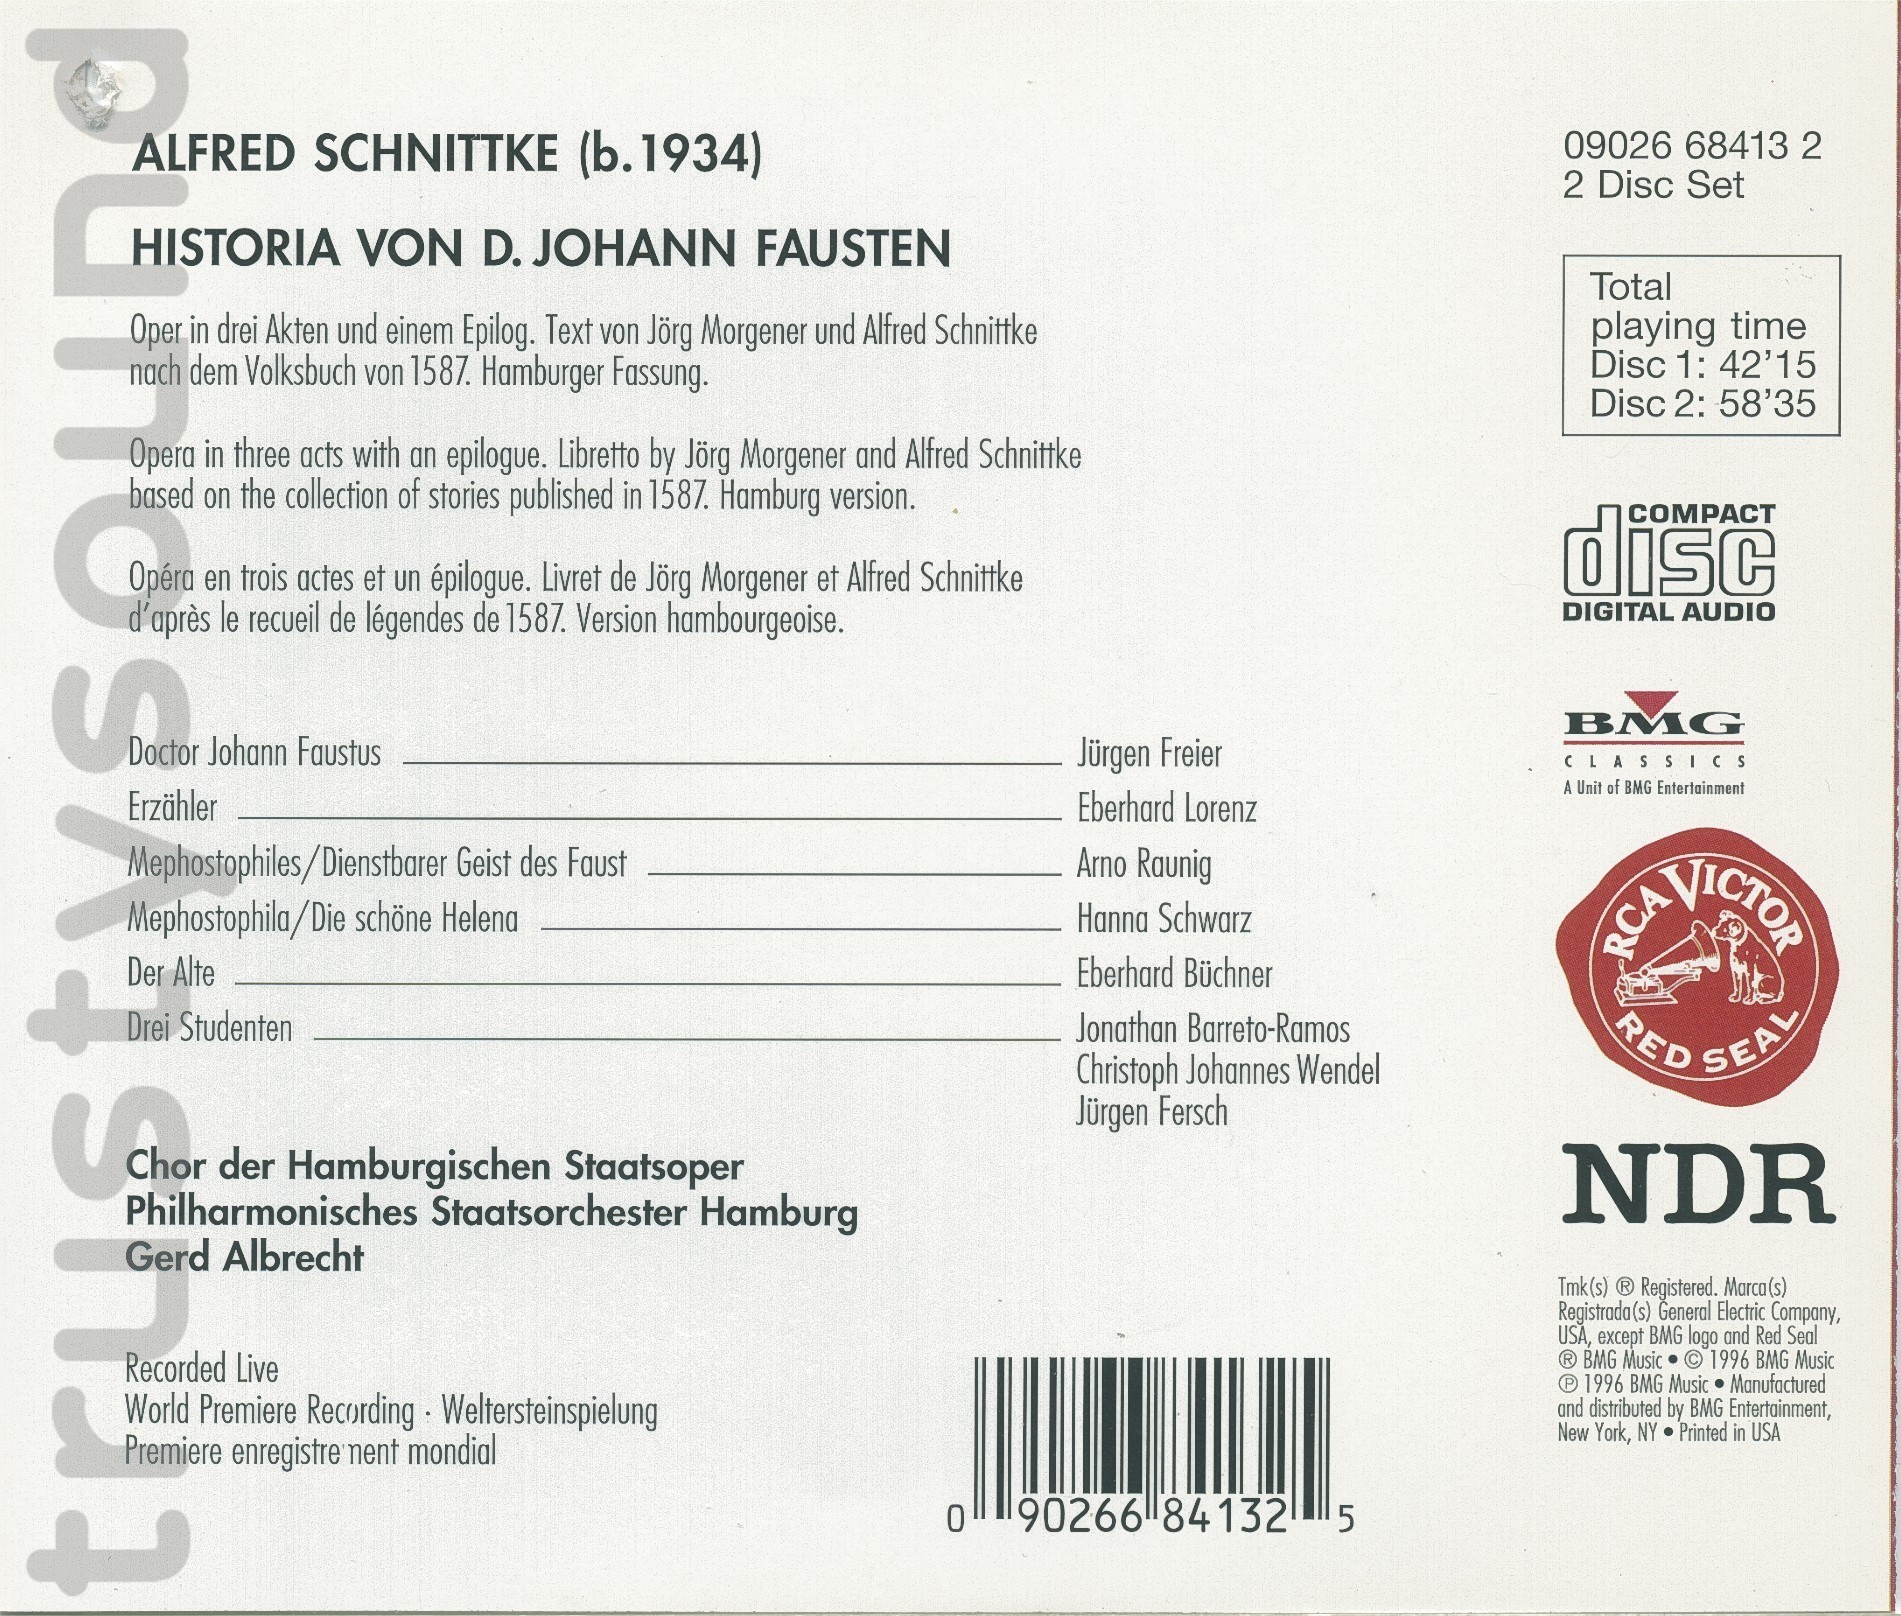 trustysound
ALFRED SCHNITTKE (b.1934)
HISTORIA VON D. JOHANN FAUSTEN
Oper in drei Akten und einem Epilog. Text von Jörg Morgener und Alfred Schnittke
nach dem Volksbuch von 1587. Hamburger Fassung.
Opera in three acts with an epilogue. Libretto by Jörg Morgener and Alfred Schnittke
based on the collection of stories published in 1587. Hamburg version.
Opéra en trois actes et un épilogue. Livret de Jörg Morgener et Alfred Schnittke
d'après le recueil de légendes de 1587. Version hambourgeoise.
Doctor Johann Faustus Jürgen Freier
Erzähler Eberhard Lorenz
Mephostophiles/Dienstbarer Geist des Faust Arno Raunig
Mephostophila/Die schöne Helena Hanna Schwarz
Der Alte Eberhard Büchner
Drei Studenten Jonathan Barreto-Ramos
Christoph Johannes Wendel
Jürgen Fersch
Chor der Hamburgischen Staatsoper
Philharmonisches Staatsorchester Hamburg
Gerd Albrecht
Recorded Live
World Premiere Recording · Weltersteinspielung
Premiere enregistrement mondial
0 90266 84132 5
09026 68413 2
2 Disc Set
Total
playing time
Disc 1: 42'15
Disc 2: 58'35
COMPACT
disc
DIGITAL AUDIO
BMG
CLASSICS
A Unit of BMG Entertainment
RCA VICTOR
RED SEAL
NDR
Tmk(s) ® Registered. Marca(s)
Registrada(s) General Electric Company,
USA, except BMG logo and Red Seal
® BMG Music • © 1996 BMG Music
℗ 1996 BMG Music • Manufactured
and distributed by BMG Entertainment,
New York, NY • Printed in USA